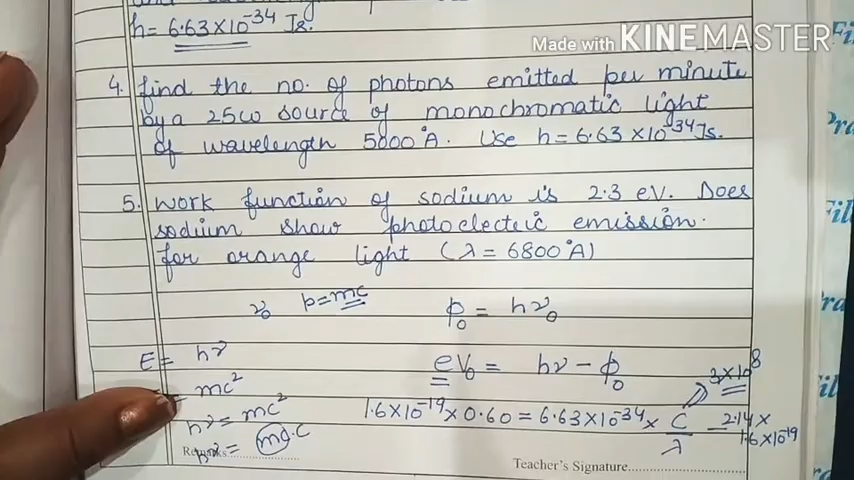 h = 6.63×10⁻³⁴ Js.
Made with KINEMASTER
4. find the no. of photons emitted per minute
by a 25W source of monochromatic light
of wavelength 5000°A. Use h = 6.63×10⁻³⁴Js.
5. Work function of sodium is 2.3 eV. Does
sodium show photoelectric emission.
for orange light (λ = 6800°A)
ν₀ p=mc ϕ₀ = hν₀
E = hν eV₀ = hν − ϕ₀ 3×10⁸
= mc²
hν = mc² 1.6×10⁻¹⁹×0.60 = 6.63×10⁻³⁴× C/λ − 2.14×1.6×10⁻¹⁹
hν = mc.c
Teacher's Signature